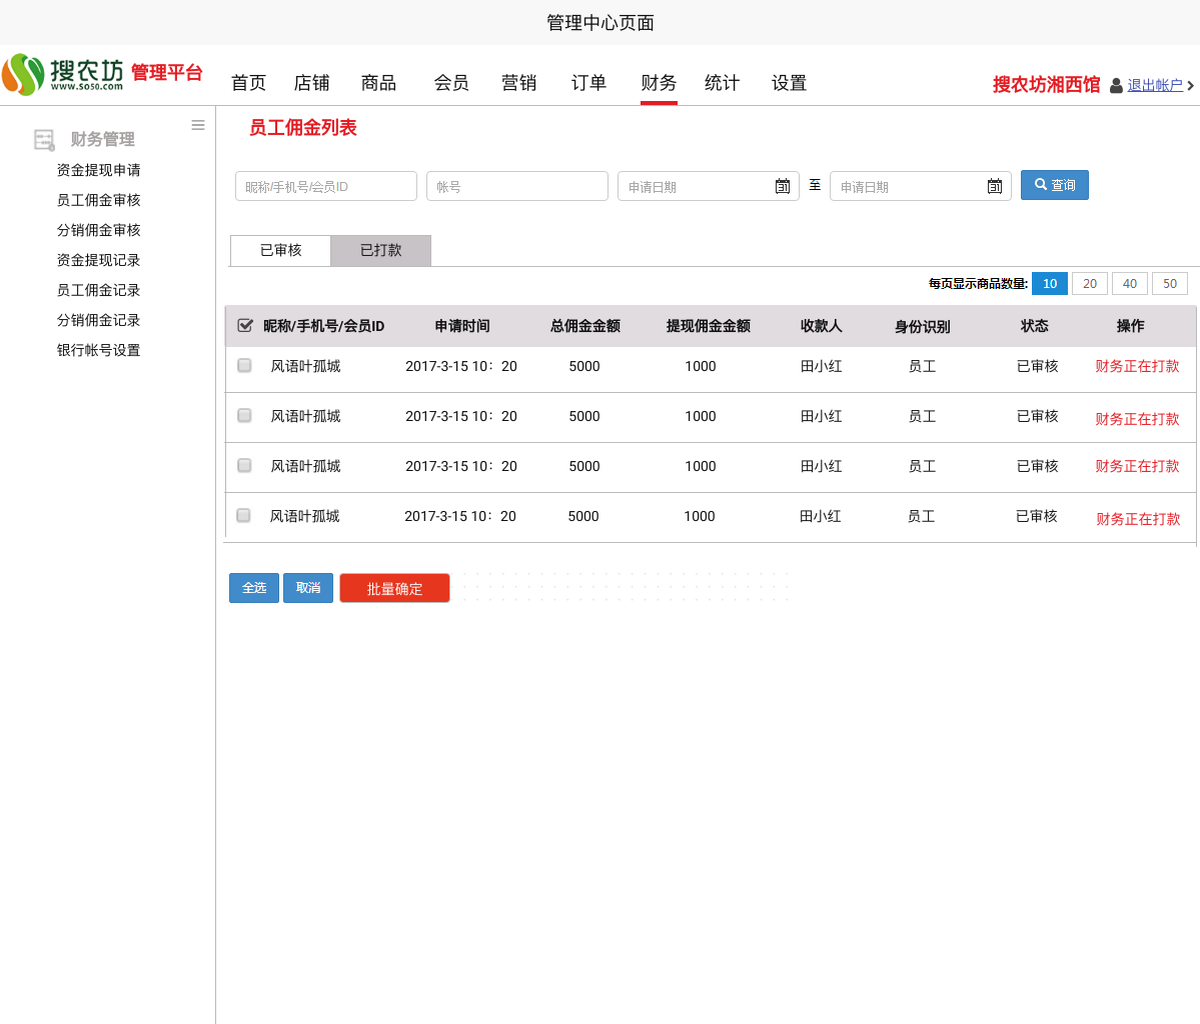 管理中心页面
搜农坊 管理平台
www.so50.com
首页 店铺 商品 会员 营销 订单 财务 统计 设置
搜农坊湘西馆 退出帐户
财务管理
资金提现申请
员工佣金审核
分销佣金审核
资金提现记录
员工佣金记录
分销佣金记录
银行帐号设置
员工佣金列表
昵称/手机号/会员ID 帐号 申请日期 31 至 申请日期 31 查询
已审核 已打款
每页显示商品数量: 10 20 40 50
昵称/手机号/会员ID 申请时间 总佣金金额 提现佣金金额 收款人 身份识别 状态 操作
风语叶孤城 2017-3-15 10：20 5000 1000 田小红 员工 已审核 财务正在打款
风语叶孤城 2017-3-15 10：20 5000 1000 田小红 员工 已审核 财务正在打款
风语叶孤城 2017-3-15 10：20 5000 1000 田小红 员工 已审核 财务正在打款
风语叶孤城 2017-3-15 10：20 5000 1000 田小红 员工 已审核 财务正在打款
全选 取消 批量确定